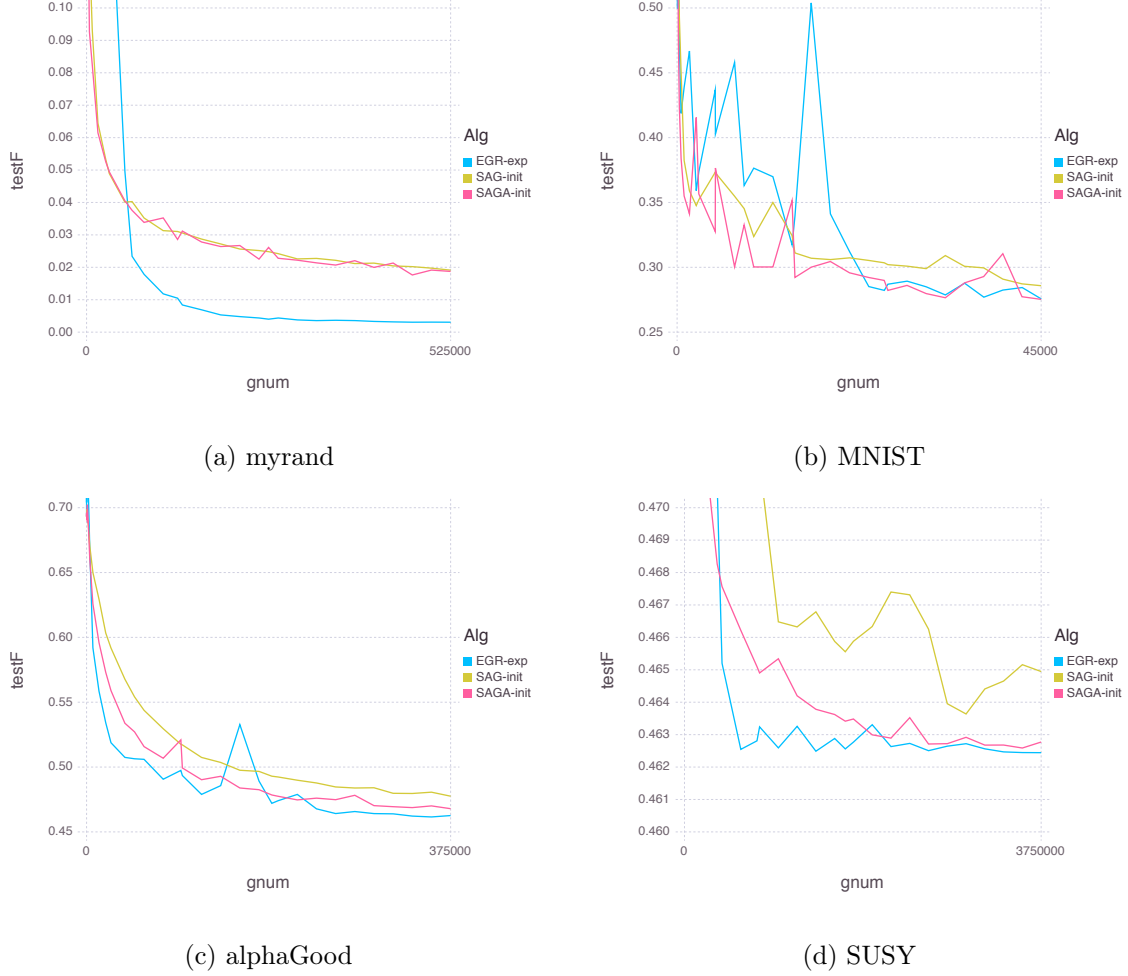 0.10
0.09
0.08
0.07
0.06
0.05
0.04
0.03
0.02
0.01
0.00
testF
0 525000
gnum
Alg
EGR-exp
SAG-init
SAGA-init
(a) myrand
0.50
0.45
0.40
0.35
0.30
0.25
testF
0 45000
gnum
Alg
EGR-exp
SAG-init
SAGA-init
(b) MNIST
0.70
0.65
0.60
0.55
0.50
0.45
testF
0 375000
gnum
Alg
EGR-exp
SAG-init
SAGA-init
(c) alphaGood
0.470
0.469
0.468
0.467
0.466
0.465
0.464
0.463
0.462
0.461
0.460
testF
0 3750000
gnum
Alg
EGR-exp
SAG-init
SAGA-init
(d) SUSY